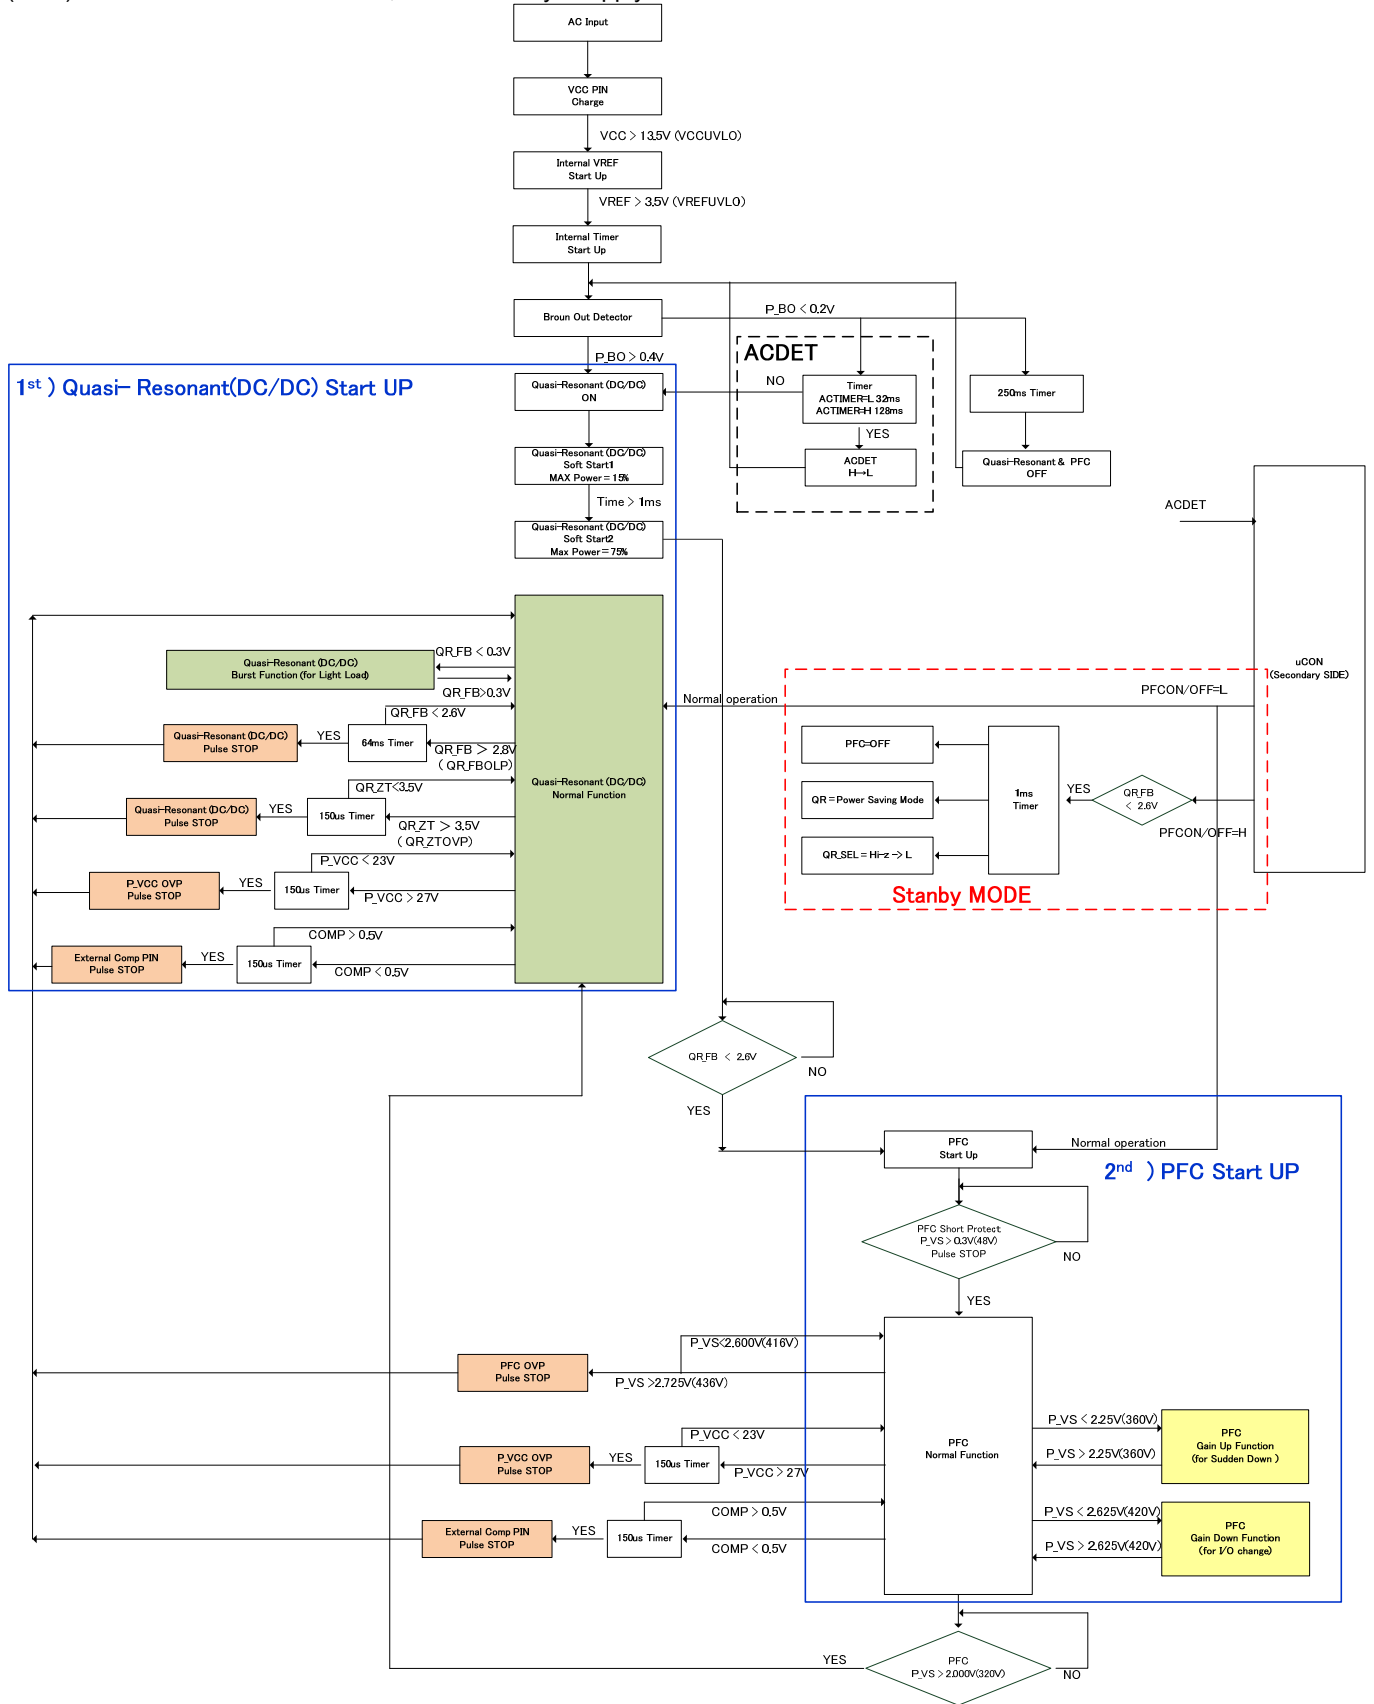 AC Input
VCC PIN
Charge
VCC > 13.5V (VCCUVLO)
Internal VREF
Start Up
VREF > 3.5V (VREFUVLO)
Internal Timer
Start Up
Broun Out Detector
P_BO < 0.2V
P_BO > 0.4V
ACDET
NO
Timer
ACTIMER=L 32ms
ACTIMER=H 128ms
YES
ACDET
H→L
250ms Timer
Quasi-Resonant & PFC
OFF
1st ) Quasi-Resonant(DC/DC) Start UP
Quasi-Resonant (DC/DC)
ON
Quasi-Resonant (DC/DC)
Soft Start1
MAX Power = 15%
Time > 1ms
Quasi-Resonant (DC/DC)
Soft Start2
Max Power = 75%
ACDET
uCON
(Secondary SIDE)
QR_FB < 0.3V
Quasi-Resonant (DC/DC)
Burst Function (for Light Load)
QR_FB>0.3V
QR_FB < 2.6V
Quasi-Resonant (DC/DC)
Pulse STOP
YES
64ms Timer
QR_FB > 2.8V
( QR_FBOLP)
Quasi-Resonant (DC/DC)
Normal Function
QR_ZT<3.5V
Quasi-Resonant (DC/DC)
Pulse STOP
YES
150us Timer
QR_ZT > 3.5V
( QR_ZTOVP)
P_VCC < 23V
P_VCC OVP
Pulse STOP
YES
150us Timer
P_VCC > 27V
COMP > 0.5V
External Comp PIN
Pulse STOP
YES
150us Timer
COMP < 0.5V
Normal operation
PFCON/OFF=L
PFC=OFF
QR = Power Saving Mode
QR_SEL = Hi-z -> L
1ms
Timer
YES
QR_FB
< 2.6V
PFCON/OFF=H
Stanby MODE
QR_FB < 2.6V
NO
YES
PFC
Start Up
Normal operation
2nd ) PFC Start UP
PFC Short Protect
P_VS > 0.3V(48V)
Pulse STOP
NO
YES
P_VS<2.600V(416V)
PFC OVP
Pulse STOP
P_VS >2.725V(436V)
P_VCC < 23V
P_VCC OVP
Pulse STOP
YES
150us Timer
P_VCC > 27V
COMP > 0.5V
External Comp PIN
Pulse STOP
YES
150us Timer
COMP < 0.5V
PFC
Normal Function
P_VS < 2.25V(360V)
P_VS > 2.25V(360V)
PFC
Gain Up Function
(for Sudden Down )
P_VS < 2.625V(420V)
P_VS > 2.625V(420V)
PFC
Gain Down Function
(for I/O change)
YES
PFC
P_VS > 2.000V(320V)
NO